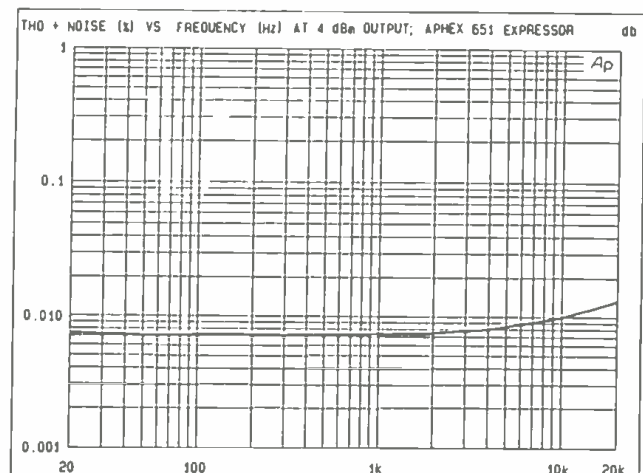 THD + NOISE (%) VS FREQUENCY (Hz) AT 4 dBm OUTPUT; APHEX 651 EXPRESSOR db
1
Ap
0.1
0.010
0.001
20 100 1k 10k 20k